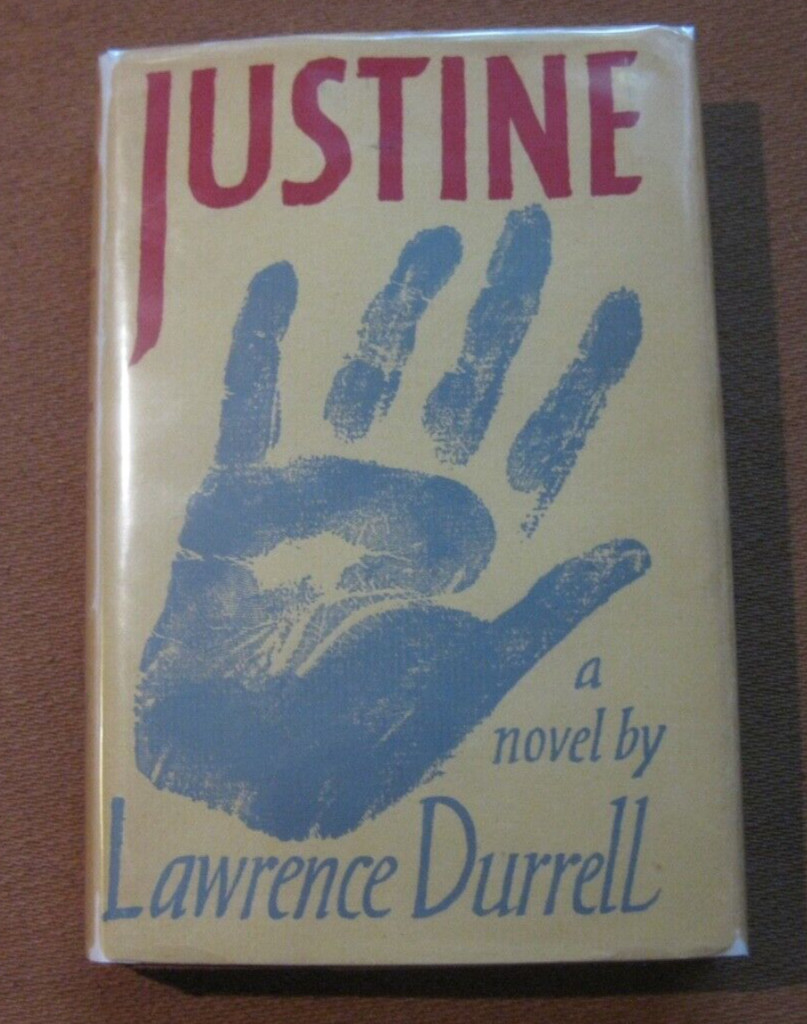 JUSTINE
a
novel by
Lawrence Durrell